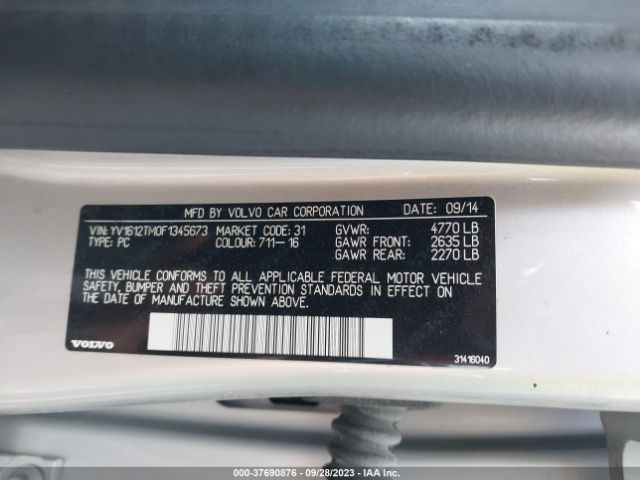 MFD BY VOLVO CAR CORPORATION DATE: 09/14
VIN: YV1612TM0F1345673 MARKET CODE: 31 GVWR: 4770 LB
TYPE: PC COLOUR: 711-16 GAWR FRONT: 2635 LB
GAWR REAR: 2270 LB
THIS VEHICLE CONFORMS TO ALL APPLICABLE FEDERAL MOTOR VEHICLE
SAFETY, BUMPER AND THEFT PREVENTION STANDARDS IN EFFECT ON
THE DATE OF MANUFACTURE SHOWN ABOVE.
VOLVO 31416040
000-37690876 - 09/28/2023 - IAA Inc.